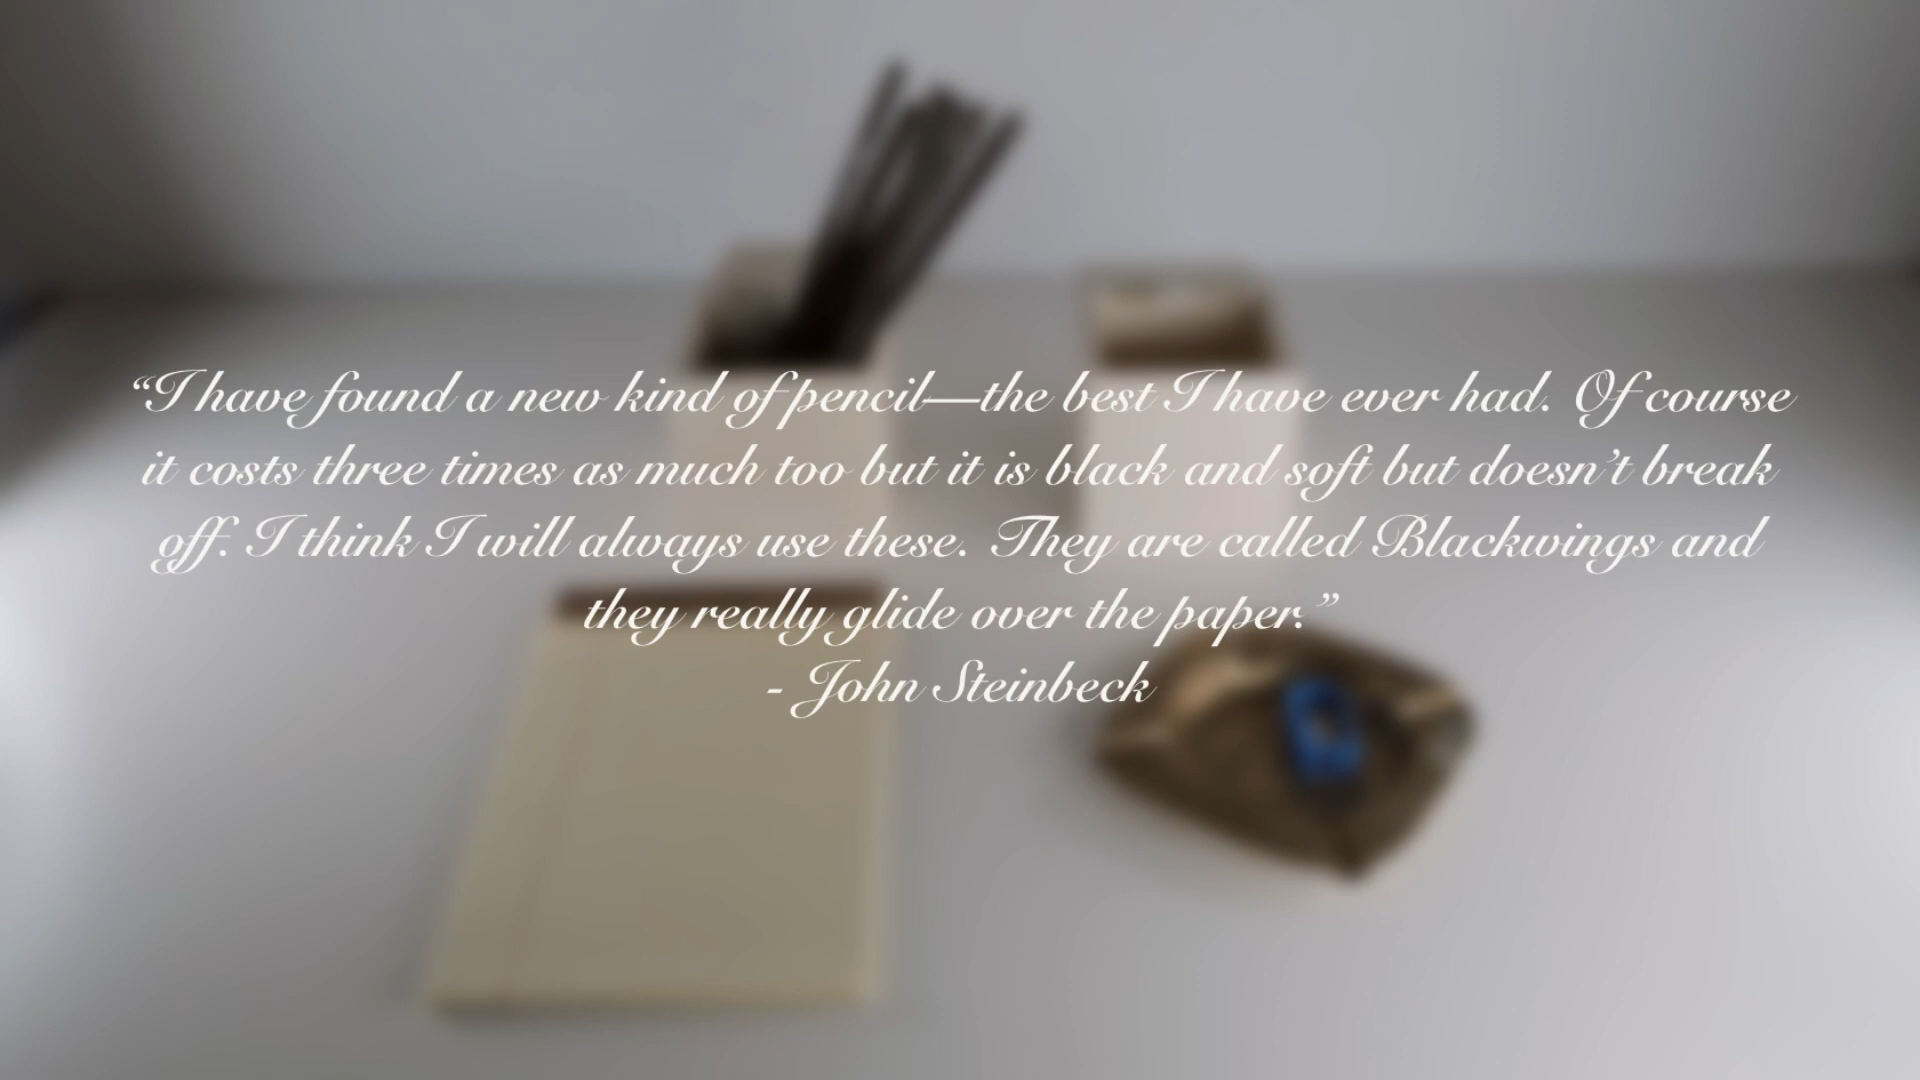 “I have found a new kind of pencil—the best I have ever had. Of course
it costs three times as much too but it is black and soft but doesn’t break
off. I think I will always use these. They are called Blackwings and
they really glide over the paper.”
- John Steinbeck